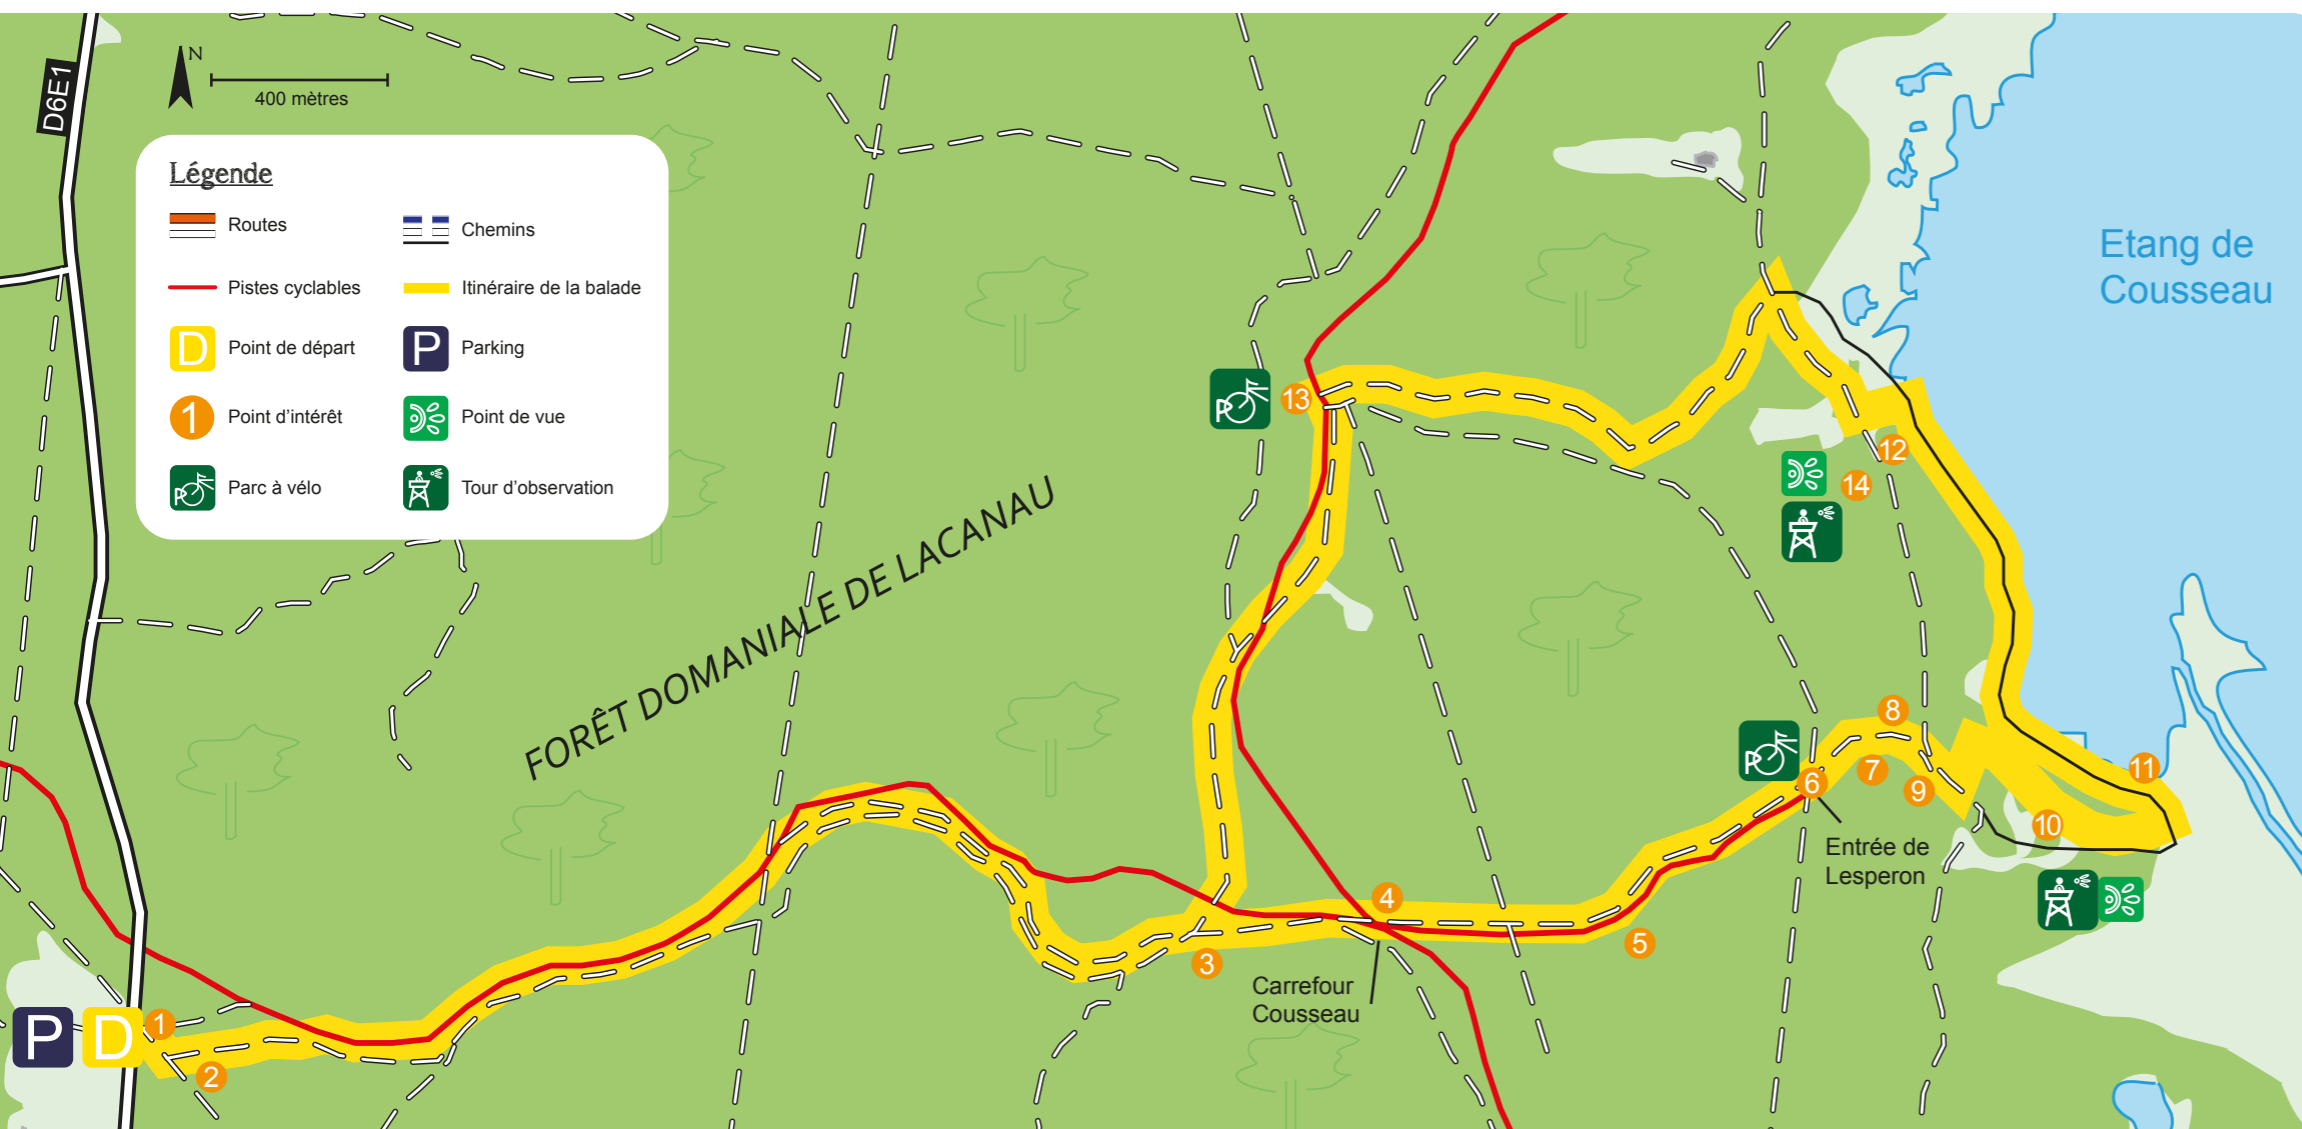 D6E1
N
400 mètres
Légende
Routes
Chemins
Pistes cyclables
Itinéraire de la balade
D
Point de départ
P
Parking
1
Point d'intérêt
Point de vue
P
Parc à vélo
Tour d'observation
Etang de
Cousseau
FORÊT DOMANIALE DE LACANAU
P
13
12
14
8
P
7
6
9
11
10
Entrée de
Lesperon
4
5
3
Carrefour
Cousseau
P
D
1
2